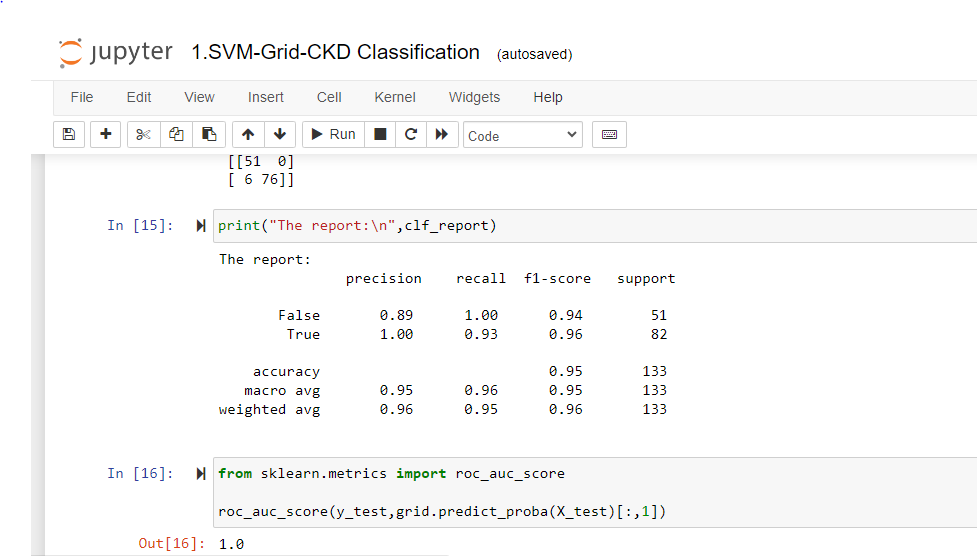 jupyter 1.SVM-Grid-CKD Classification (autosaved)
File Edit View Insert Cell Kernel Widgets Help
Run Code
[[51  0]
[ 6 76]]
In [15]: print("The report:\n",clf_report)
The report:
precision recall f1-score support
False 0.89 1.00 0.94 51
True 1.00 0.93 0.96 82
accuracy 0.95 133
macro avg 0.95 0.96 0.95 133
weighted avg 0.96 0.95 0.96 133
In [16]: from sklearn.metrics import roc_auc_score
roc_auc_score(y_test,grid.predict_proba(X_test)[:,1])
Out[16]: 1.0